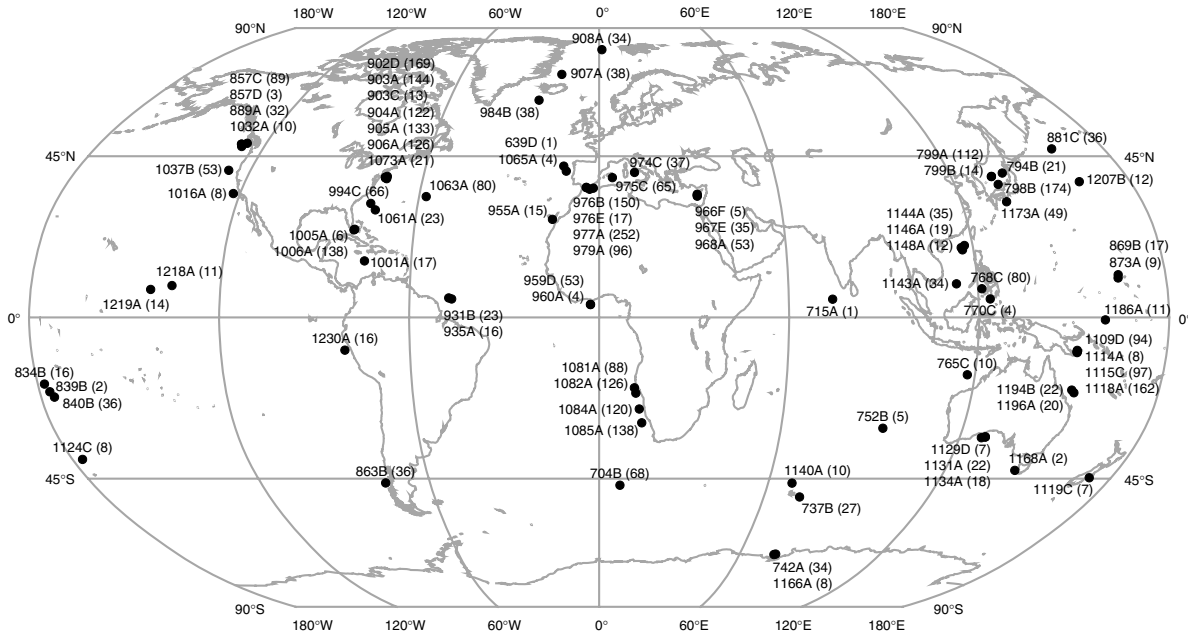 180°W 120°W 60°W 0° 60°E 120°E 180°E
90°N 90°N
908A (34)
902D (169)
903A (144)
903C (13)
904A (122)
905A (133)
906A (126)
1073A (21)
907A (38)
857C (89)
857D (3)
889A (32)
1032A (10)
984B (38)
639D (1)
1065A (4)
881C (36)
45°N
799A (112)
799B (14)
794B (21)
974C (37)
1037B (53)
1207B (12)
798B (174)
994C (66)
1063A (80)
975C (65)
1016A (8)
976B (150)
976E (17)
977A (252)
979A (96)
955A (15)
966F (5)
967E (35)
968A (53)
1173A (49)
1144A (35)
1146A (19)
1148A (12)
1061A (23)
1005A (6)
1006A (138)
869B (17)
873A (9)
1001A (17)
1218A (11)
1219A (14)
959D (53)
960A (4)
1143A (34)
768C (80)
770C (4)
715A (1)
1186A (11)
931B (23)
935A (16)
0° 0°
1230A (16)
1109D (94)
1114A (8)
1115C (97)
1118A (162)
834B (16)
839B (2)
840B (36)
1081A (88)
1082A (126)
1084A (120)
1085A (138)
765C (10)
1194B (22)
1196A (20)
752B (5)
1124C (8)
1129D (7)
1131A (22)
1134A (18)
1168A (2)
863B (36)
704B (68)
1140A (10)
737B (27)
1119C (7)
45°S 45°S
742A (34)
1166A (8)
90°S 90°S
180°W 120°W 60°W 0° 60°E 120°E 180°E